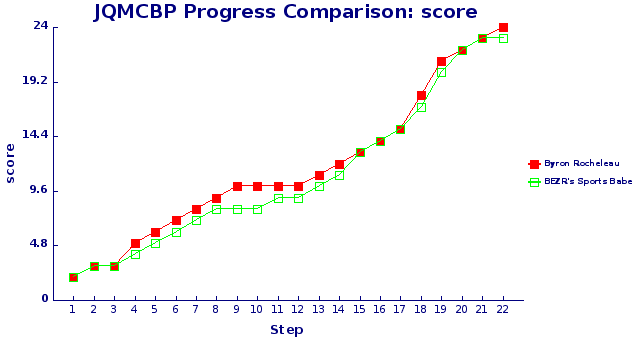 JQMCBP Progress Comparison: score
24
19.2
14.4
9.6
4.8
0
score
1 2 3 4 5 6 7 8 9 10 11 12 13 14 15 16 17 18 19 20 21 22
Step
Byron Rocheleau
BEZR's Sports Babe